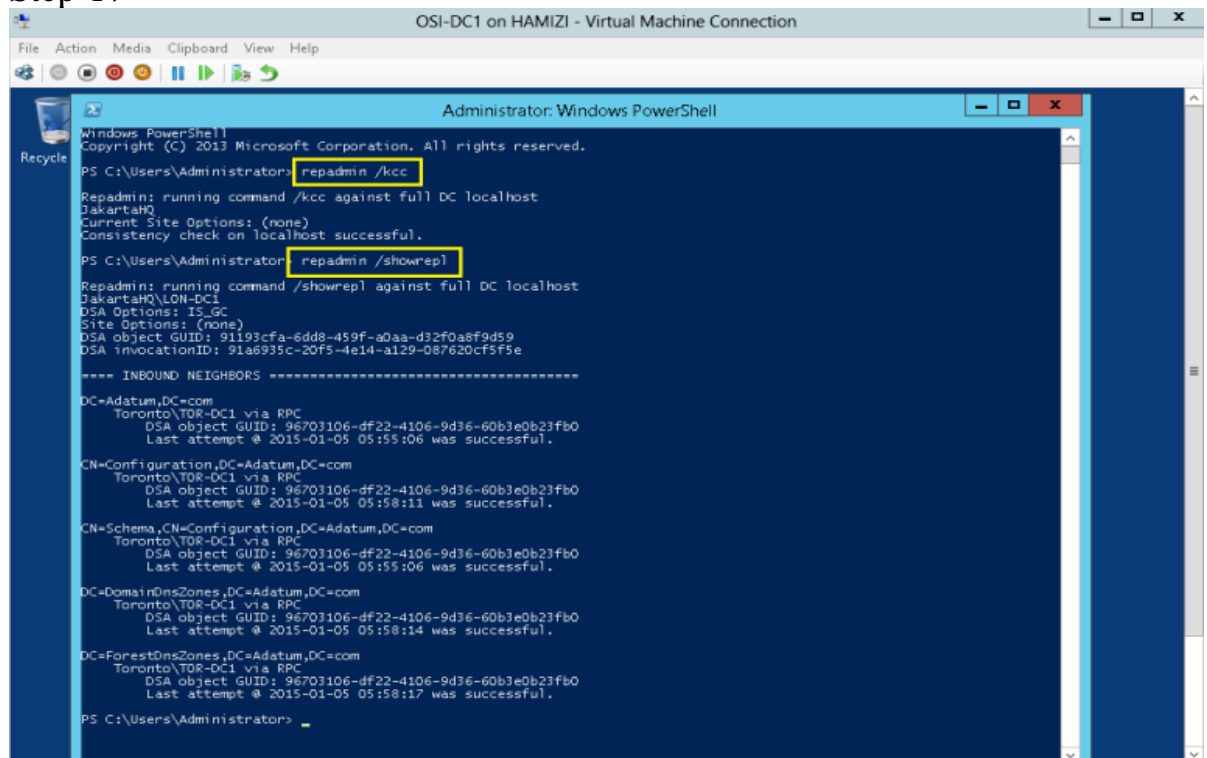 OSI-DC1 on HAMIZI - Virtual Machine Connection
File Action Media Clipboard View Help
Administrator: Windows PowerShell
Recycle
Windows PowerShell
Copyright (C) 2013 Microsoft Corporation. All rights reserved.
PS C:\Users\Administrator> repadmin /kcc
Repadmin: running command /kcc against full DC localhost
JakartaHQ
Current Site Options: (none)
Consistency check on localhost successful.
PS C:\Users\Administrator> repadmin /showrepl
Repadmin: running command /showrepl against full DC localhost
JakartaHQ\LON-DC1
DSA Options: IS_GC
Site Options: (none)
DSA object GUID: 91193cfa-6dd8-459f-a0aa-d32f0a8f9d59
DSA invocationID: 91a6935c-20f5-4e14-a129-087620cf5f5e
==== INBOUND NEIGHBORS ======================================
DC=Adatum,DC=com
Toronto\TOR-DC1 via RPC
DSA object GUID: 96703106-df22-4106-9d36-60b3e0b23fb0
Last attempt @ 2015-01-05 05:55:06 was successful.
CN=Configuration,DC=Adatum,DC=com
Toronto\TOR-DC1 via RPC
DSA object GUID: 96703106-df22-4106-9d36-60b3e0b23fb0
Last attempt @ 2015-01-05 05:58:11 was successful.
CN=Schema,CN=Configuration,DC=Adatum,DC=com
Toronto\TOR-DC1 via RPC
DSA object GUID: 96703106-df22-4106-9d36-60b3e0b23fb0
Last attempt @ 2015-01-05 05:55:06 was successful.
DC=DomainDnsZones,DC=Adatum,DC=com
Toronto\TOR-DC1 via RPC
DSA object GUID: 96703106-df22-4106-9d36-60b3e0b23fb0
Last attempt @ 2015-01-05 05:58:14 was successful.
DC=ForestDnsZones,DC=Adatum,DC=com
Toronto\TOR-DC1 via RPC
DSA object GUID: 96703106-df22-4106-9d36-60b3e0b23fb0
Last attempt @ 2015-01-05 05:58:17 was successful.
PS C:\Users\Administrator> _